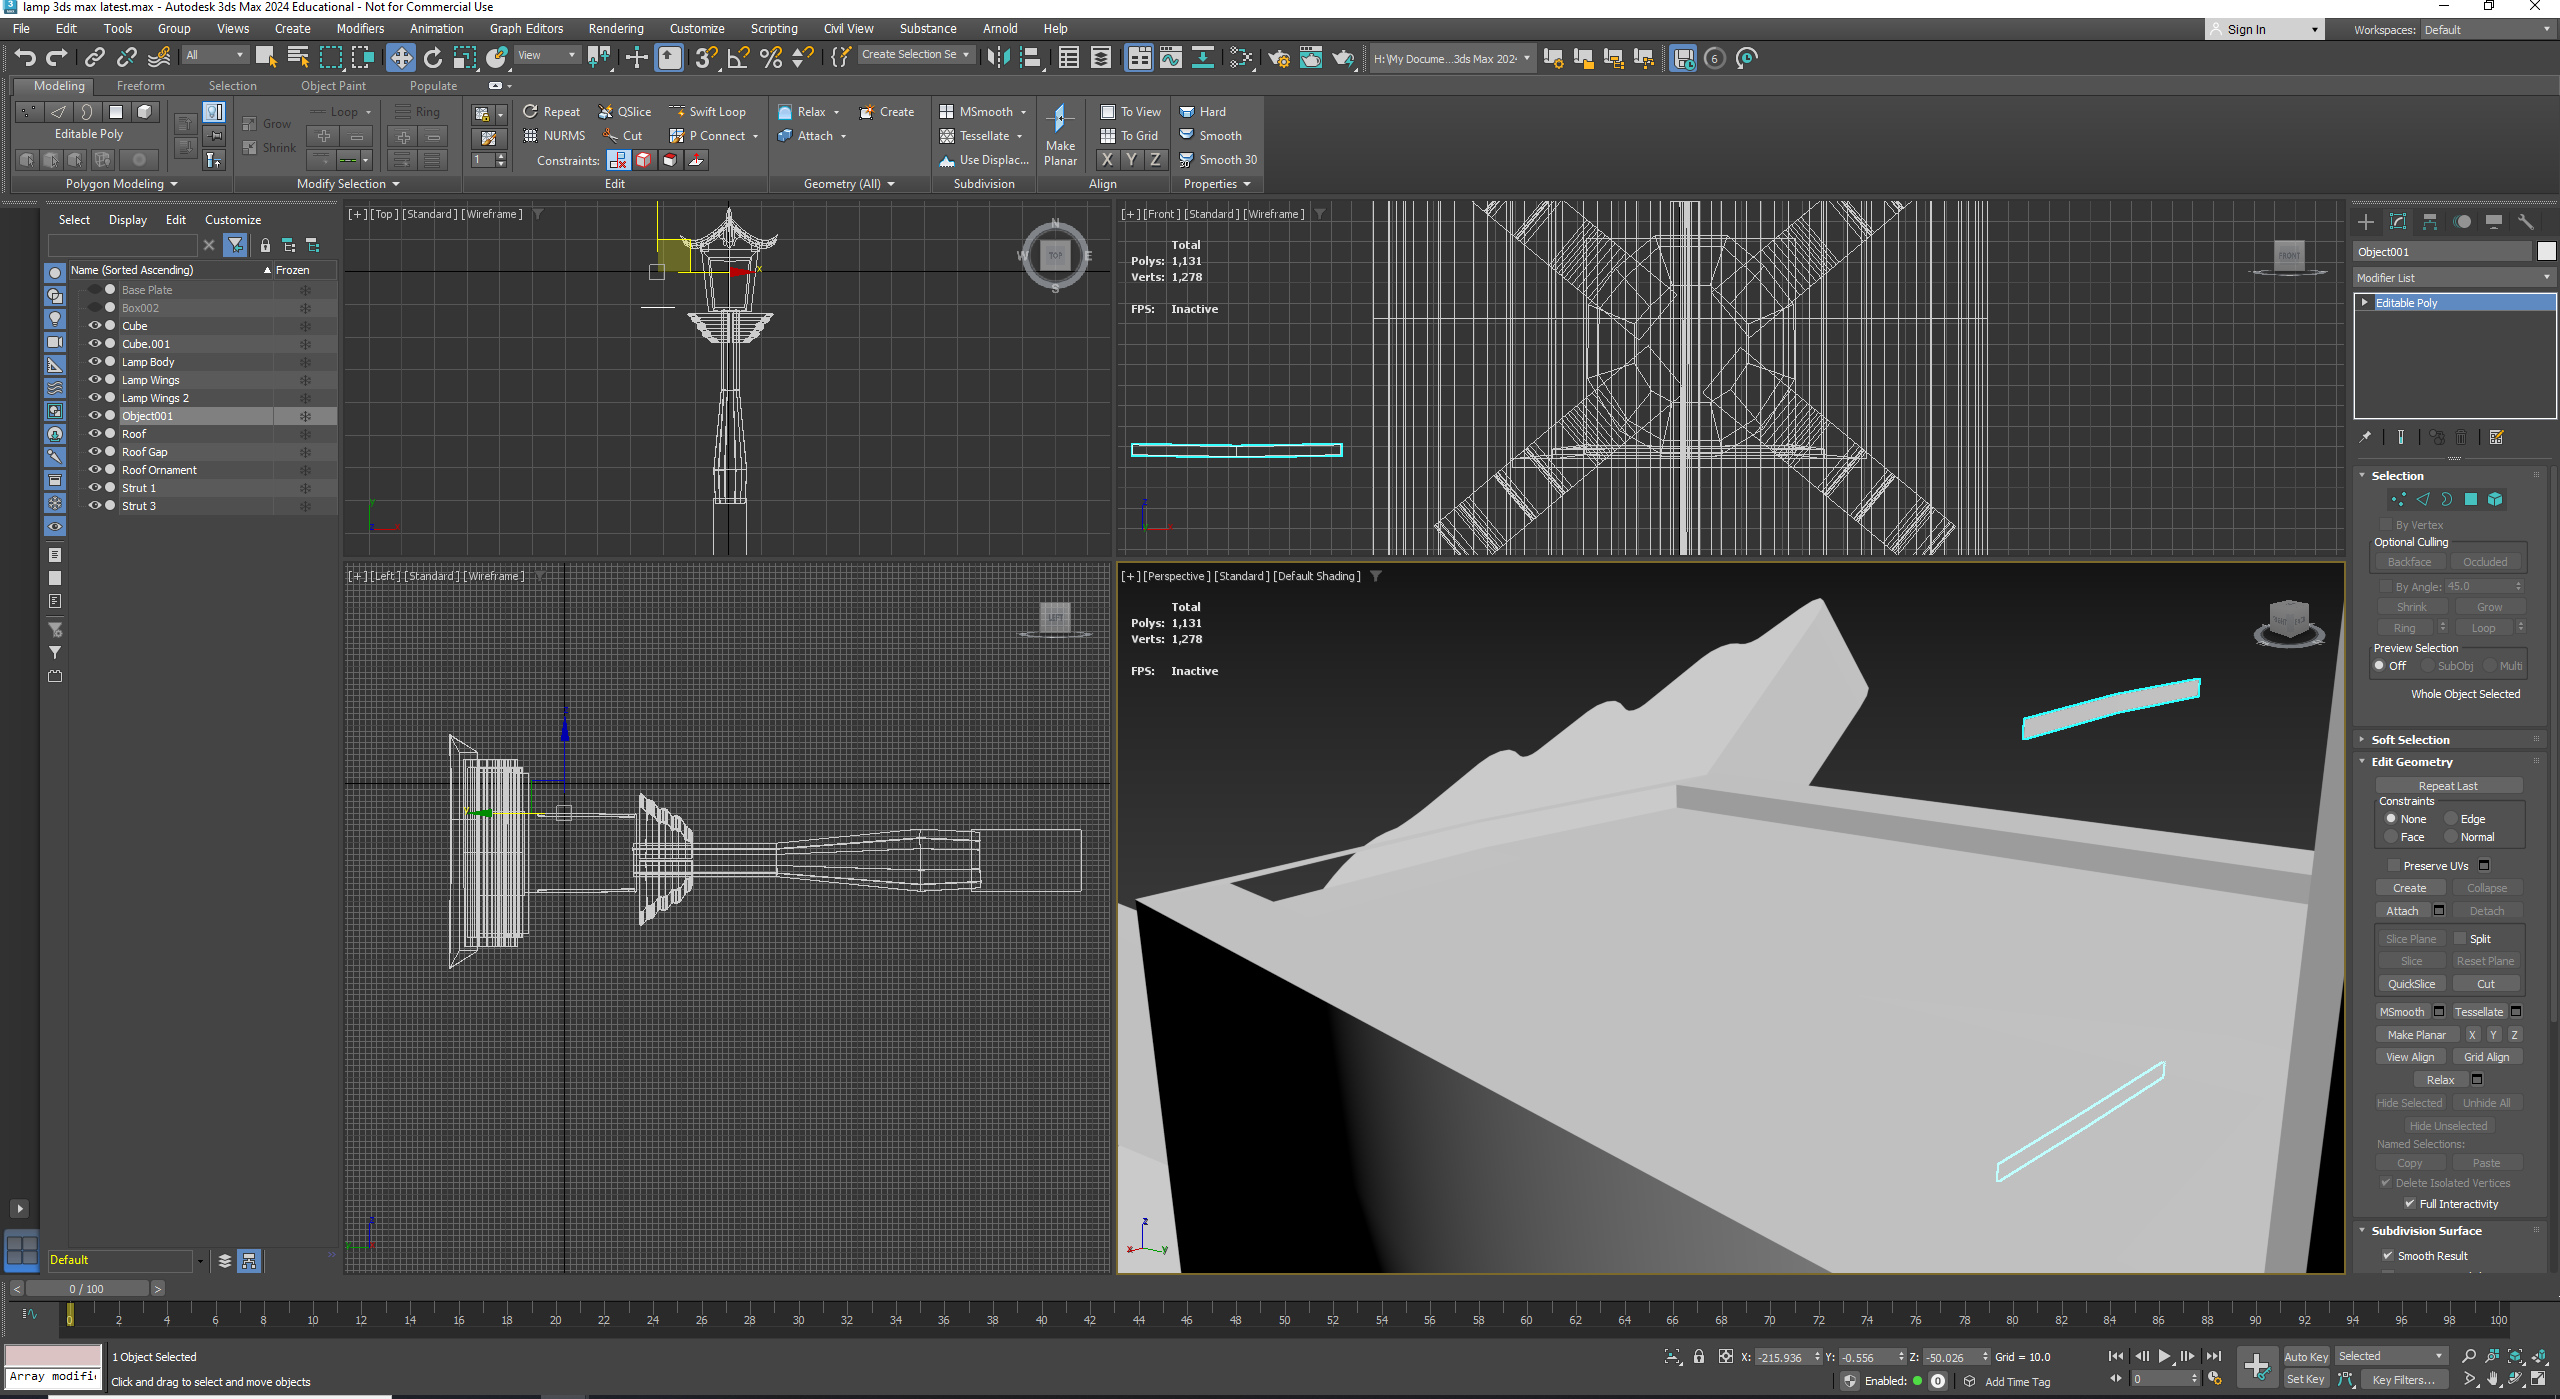 lamp 3ds max latest.max - Autodesk 3ds Max 2024 Educational - Not for Commercial Use
File Edit Tools Group Views Create Modifiers Animation Graph Editors Rendering Customize Scripting Civil View Substance Arnold Help
Sign In Workspaces: Default
All View Create Selection Se H:\My Docume...3ds Max 2024 6
Modeling Freeform Selection Object Paint Populate
Loop Ring Repeat QSlice Swift Loop Relax Create MSmooth To View Hard
Grow
Editable Poly NURMS Cut P Connect Attach Tessellate To Grid Smooth
Shrink Make Planar
1 Constraints: Use Displac... X Y Z Smooth 30
Polygon Modeling Modify Selection Edit Geometry (All) Subdivision Align Properties
Select Display Edit Customize
Name (Sorted Ascending) Frozen
Base Plate
Box002
Cube
Cube.001
Lamp Body
Lamp Wings
Lamp Wings 2
Object001
Roof
Roof Gap
Roof Ornament
Strut 1
Strut 3
Default
[+] [Top] [Standard] [Wireframe]
N
W TOP E
S
x
y
[+] [Front] [Standard] [Wireframe]
Total
Polys: 1,131
Verts: 1,278
FPS: Inactive
FRONT
[+] [Left] [Standard] [Wireframe]
LEFT
[+] [Perspective] [Standard] [Default Shading]
Total
Polys: 1,131
Verts: 1,278
FPS: Inactive
z
x y
Object001
Modifier List
Editable Poly
Selection
By Vertex
Optional Culling
Backface Occluded
By Angle: 45.0
Shrink Grow
Ring Loop
Preview Selection
Off SubObj Multi
Whole Object Selected
Soft Selection
Edit Geometry
Repeat Last
Constraints
None Edge
Face Normal
Preserve UVs
Create Collapse
Attach Detach
Slice Plane Split
Slice Reset Plane
QuickSlice Cut
MSmooth Tessellate
Make Planar X Y Z
View Align Grid Align
Relax
Hide Selected Unhide All
Hide Unselected
Named Selections:
Copy Paste
Delete Isolated Vertices
Full Interactivity
Subdivision Surface
Smooth Result
< 0 / 100 >
0 2 4 6 8 10 12 14 16 18 20 22 24 26 28 30 32 34 36 38 40 42 44 46 48 50 52 54 56 58 60 62 64 66 68 70 72 74 76 78 80 82 84 86 88 90 92 94 96 98 100
1 Object Selected X: -215.936 Y: -0.556 Z: -50.026 Grid = 10.0 Auto Key Selected
Array modifi Click and drag to select and move objects Enabled: 0 Add Time Tag 0 Set Key Key Filters...